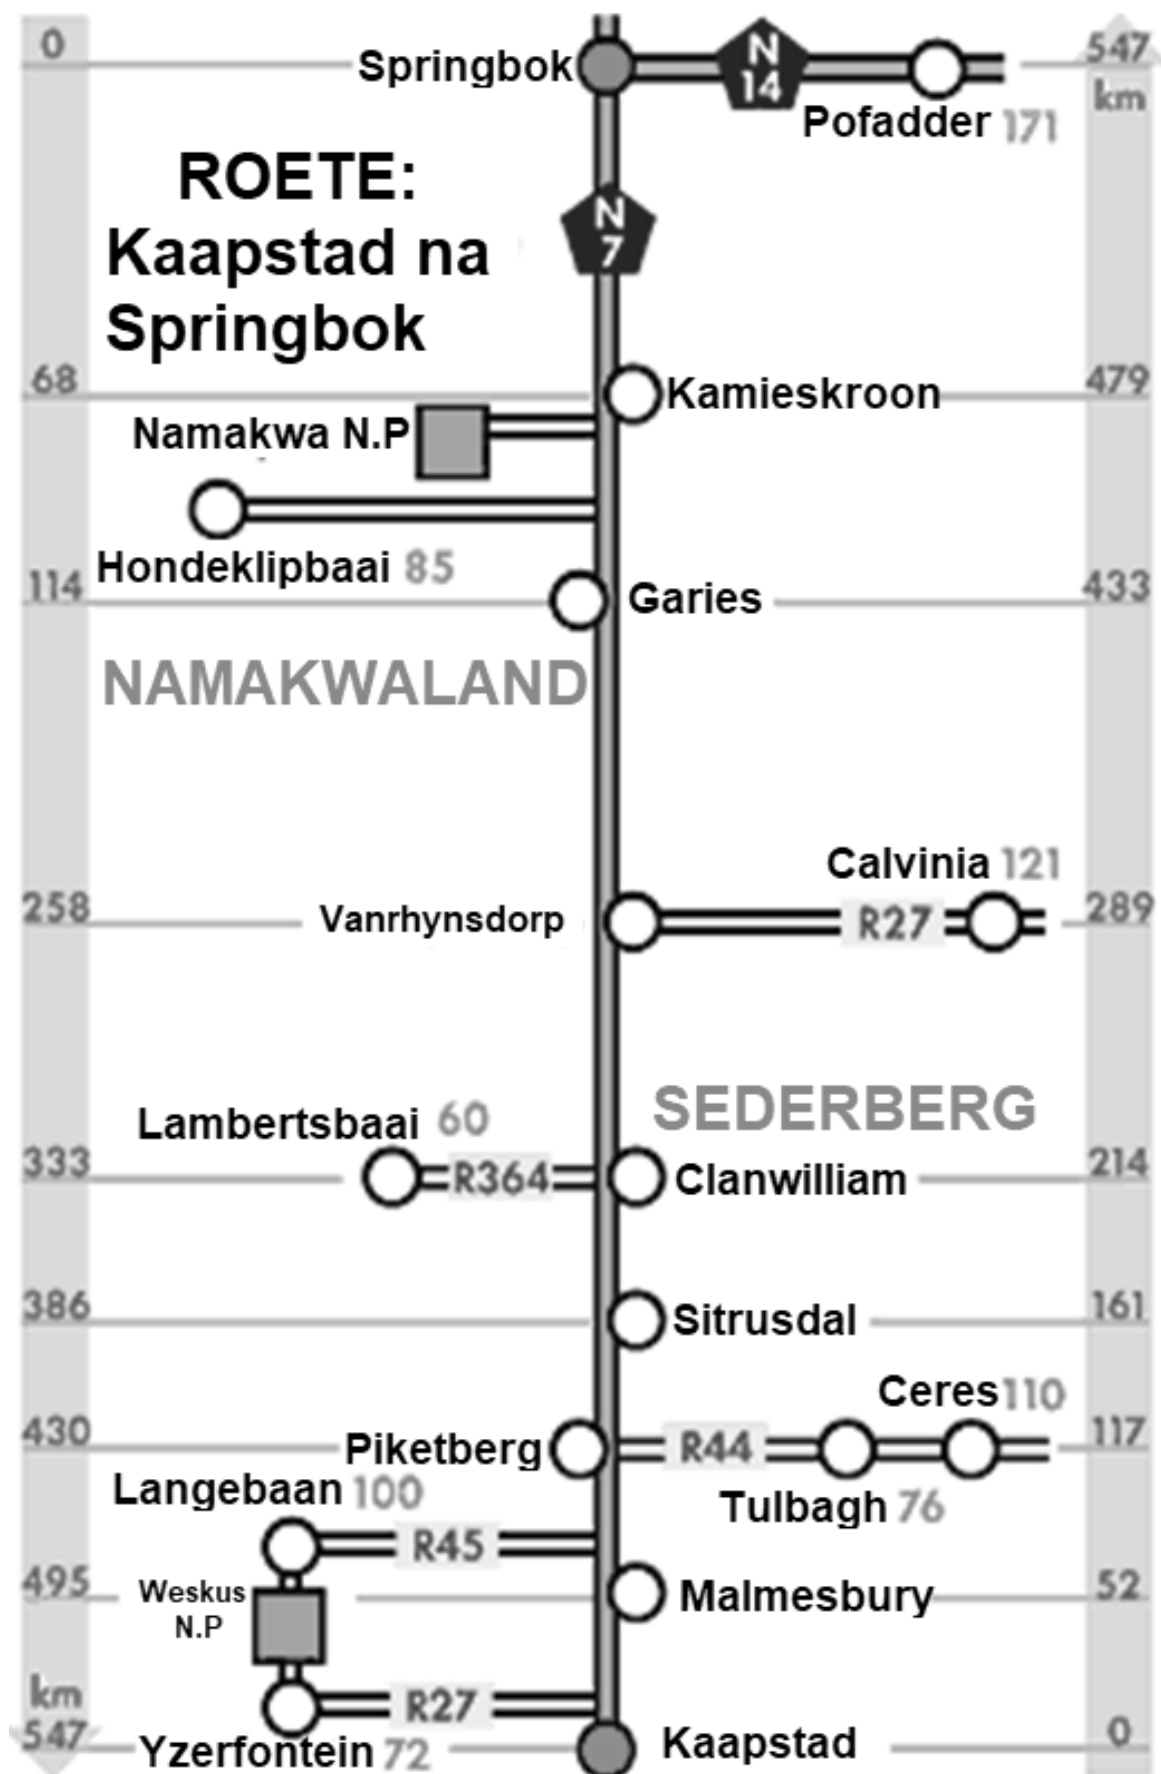 0
Springbok
N
14
547
km
Pofadder 171
ROETE:
Kaapstad na
Springbok
N
7
68
Kamieskroon
479
Namakwa N.P
Hondeklipbaai 85
114
Garies
433
NAMAKWALAND
Calvinia 121
258
Vanrhynsdorp
R27
289
SEDERBERG
Lambertsbaai 60
333
R364
Clanwilliam
214
386
Sitrusdal
161
Ceres 110
430
Piketberg
R44
117
Langebaan 100
Tulbagh 76
R45
495
Weskus
N.P
Malmesbury
52
km
R27
547
Yzerfontein 72
Kaapstad
0